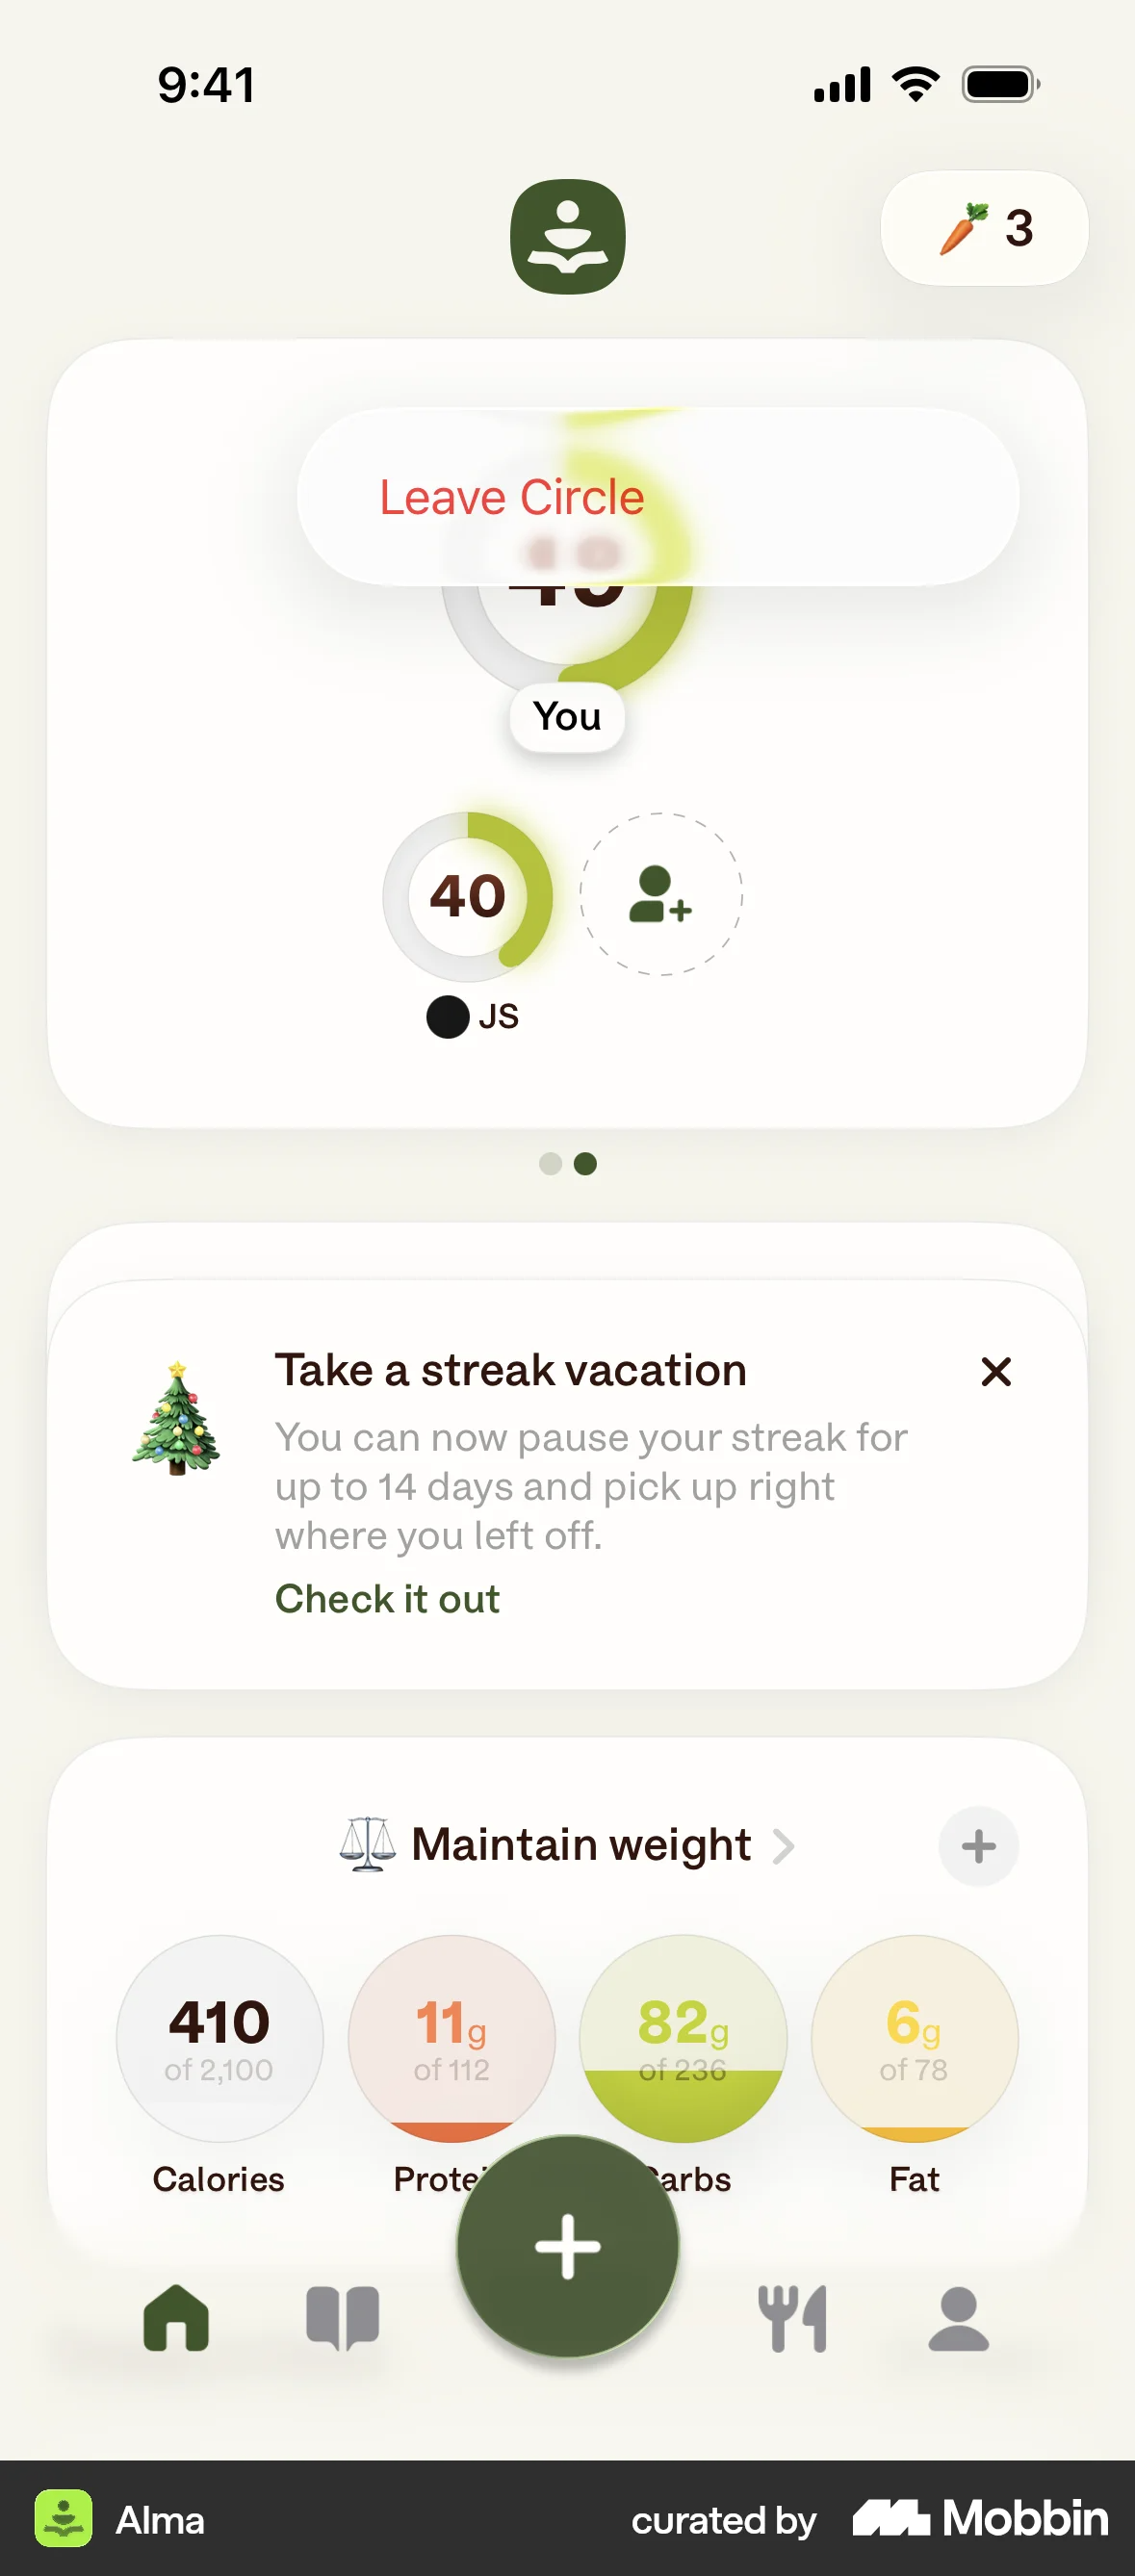 9:41
3
Leave Circle
You
40
JS
Take a streak vacation
You can now pause your streak for
up to 14 days and pick up right
where you left off.
Check it out
Maintain weight
410
of 2,100
11g
of 112
82g
of 236
6g
of 78
Calories
Fat
Alma
curated by Mobbin